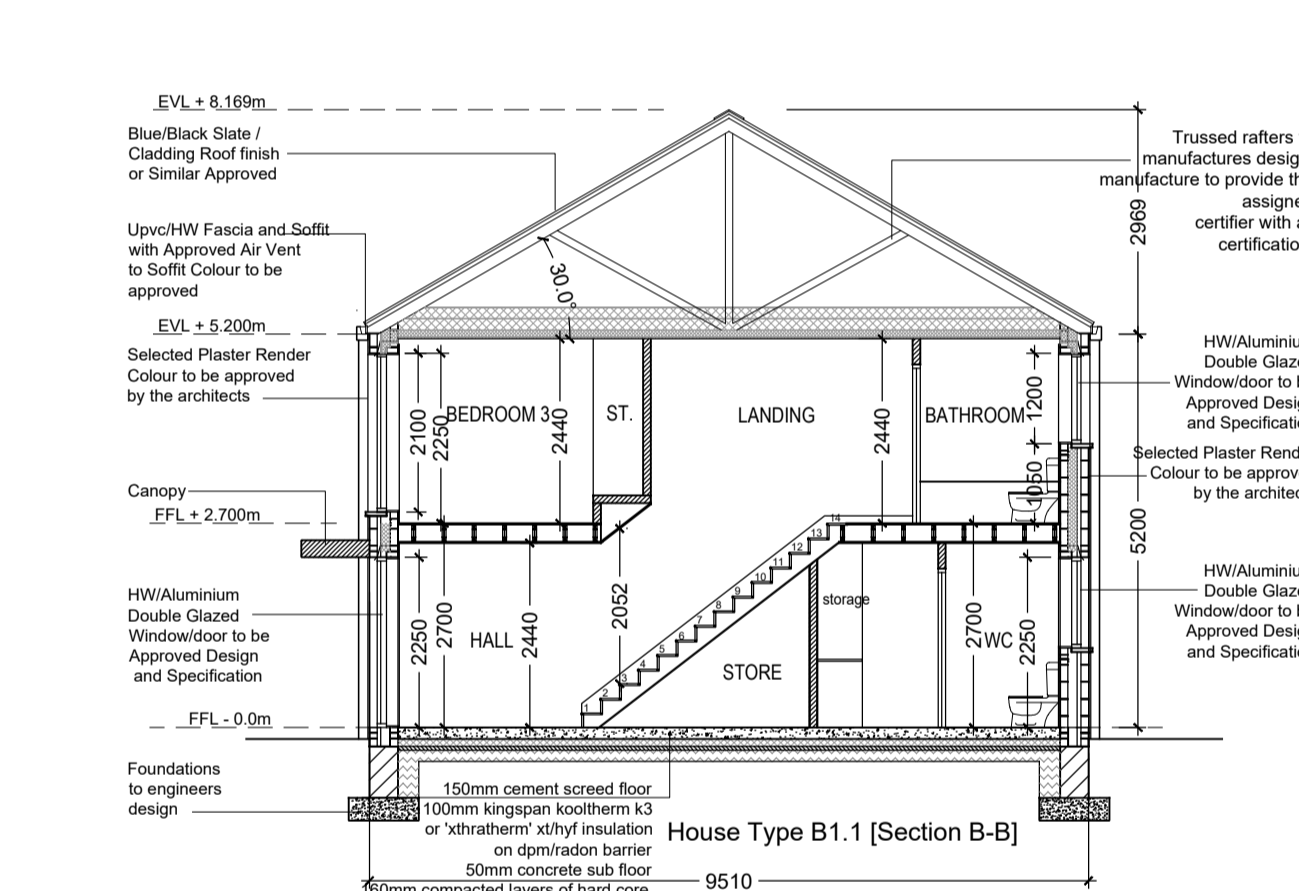 EVL + 8.169m
Blue/Black Slate /
Cladding Roof finish
or Similar Approved
Upvc/HW Fascia and Soffit
with Approved Air Vent
to Soffit Colour to be
approved
EVL + 5.200m
Selected Plaster Render
Colour to be approved
by the architects
Canopy
FFL + 2.700m
HW/Aluminium
Double Glazed
Window/door to be
Approved Design
and Specification
FFL - 0.0m
Foundations
to engineers
design
30.0°
BEDROOM 3
ST.
LANDING
BATHROOM
2100
2250
2440
2440
1200
1050
HALL
STORE
storage
WC
2250
2700
2440
2052
2700
2250
1
2
3
4
5
6
7
8
9
10
11
12
13
14
2969
5200
Trussed rafters
manufactures desig
manufacture to provide th
assigne
certifier with a
certificatio
HW/Aluminiu
Double Glaze
Window/door to b
Approved Desig
and Specificatio
Selected Plaster Rend
Colour to be approv
by the architec
HW/Aluminiu
Double Glaze
Window/door to b
Approved Desig
and Specificatio
150mm cement screed floor
100mm kingspan kooltherm k3
or 'xthratherm' xt/hyf insulation
on dpm/radon barrier
50mm concrete sub floor
160mm compacted layers of hard core
House Type B1.1 [Section B-B]
9510